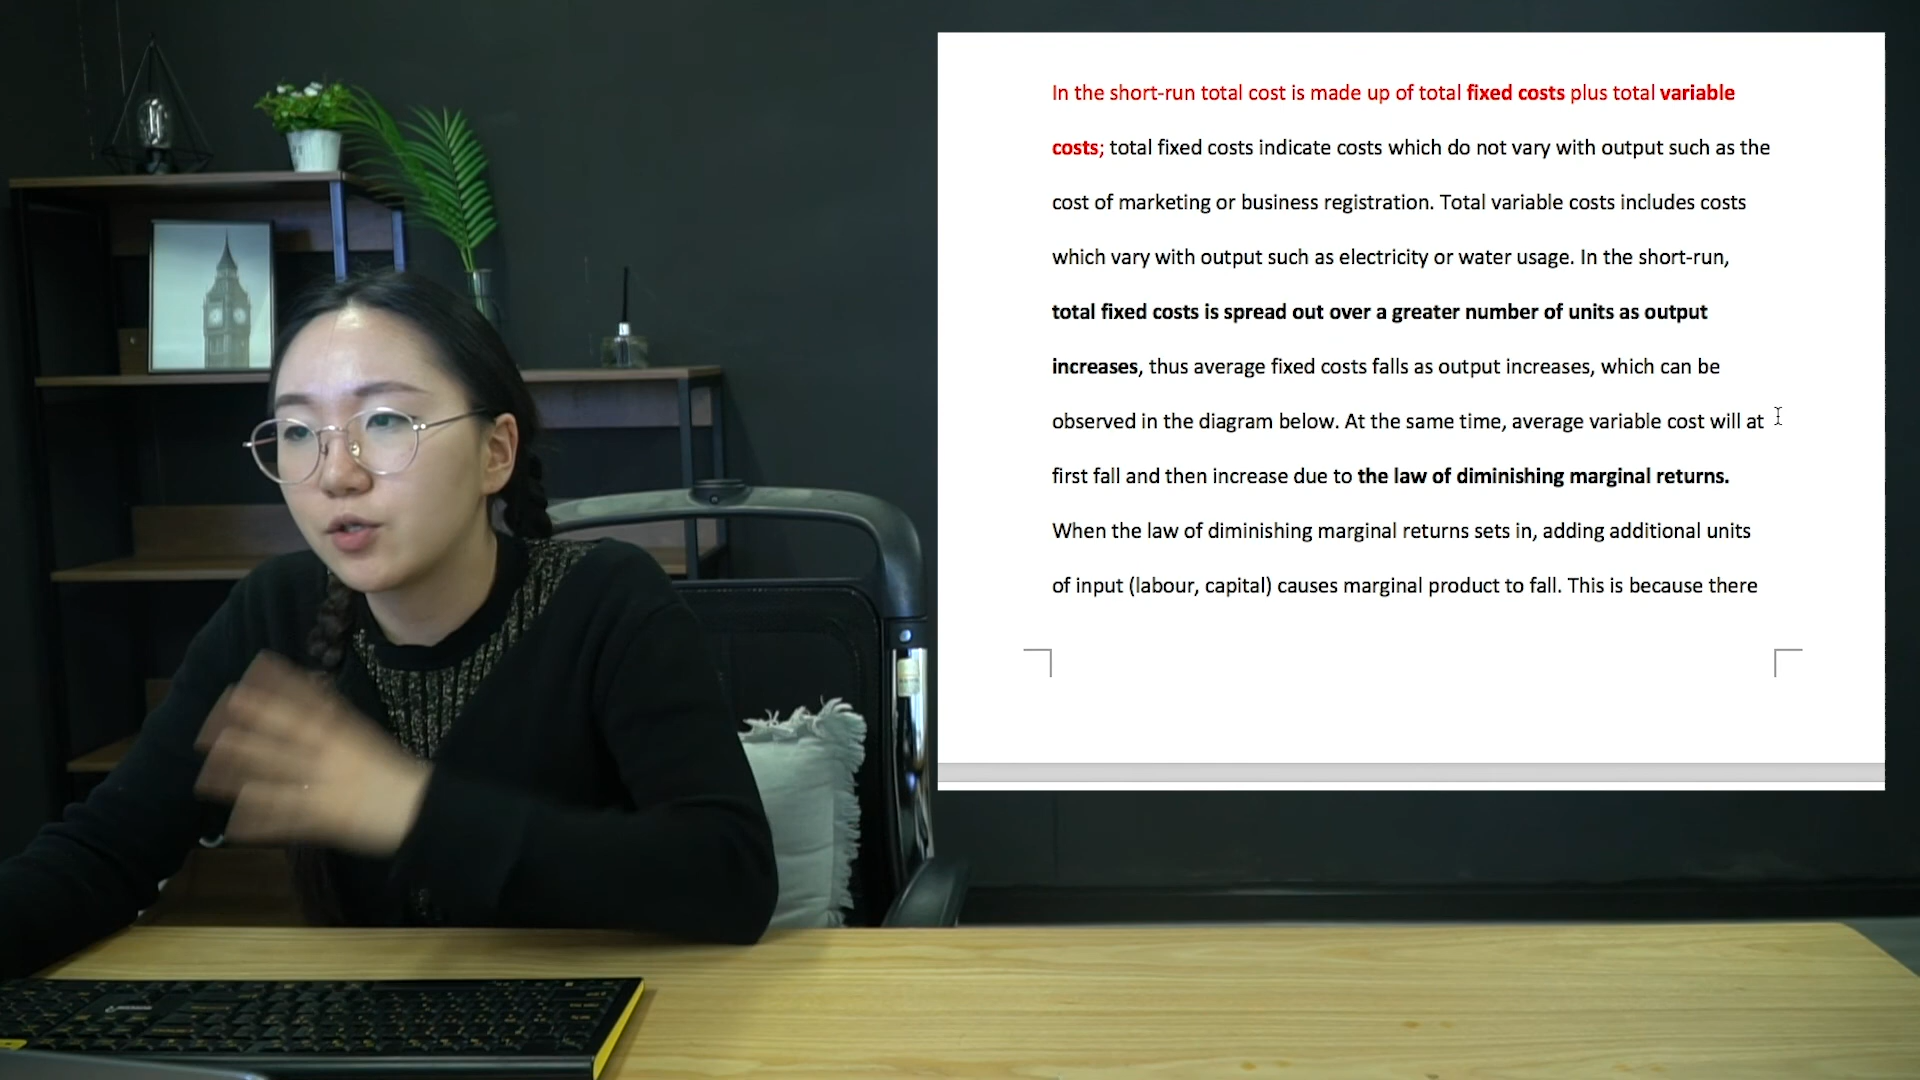 In the short-run total cost is made up of total fixed costs plus total variable
costs; total fixed costs indicate costs which do not vary with output such as the
cost of marketing or business registration. Total variable costs includes costs
which vary with output such as electricity or water usage. In the short-run,
total fixed costs is spread out over a greater number of units as output
increases, thus average fixed costs falls as output increases, which can be
observed in the diagram below. At the same time, average variable cost will at
first fall and then increase due to the law of diminishing marginal returns.
When the law of diminishing marginal returns sets in, adding additional units
of input (labour, capital) causes marginal product to fall. This is because there